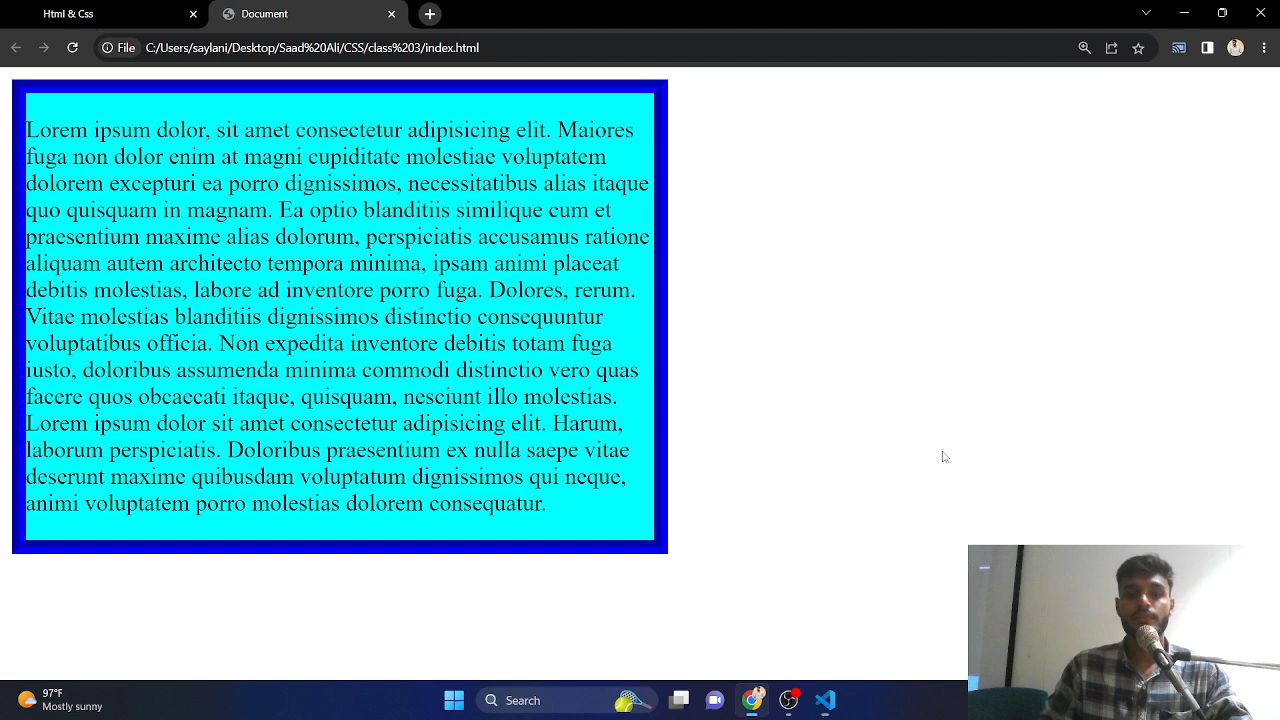 Html & Css
Document
File
C:/Users/saylani/Desktop/Saad%20Ali/CSS/class%203/index.html
Lorem ipsum dolor, sit amet consectetur adipisicing elit. Maiores
fuga non dolor enim at magni cupiditate molestiae voluptatem
dolorem excepturi ea porro dignissimos, necessitatibus alias itaque
quo quisquam in magnam. Ea optio blanditiis similique cum et
praesentium maxime alias dolorum, perspiciatis accusamus ratione
aliquam autem architecto tempora minima, ipsam animi placeat
debitis molestias, labore ad inventore porro fuga. Dolores, rerum.
Vitae molestias blanditiis dignissimos distinctio consequuntur
voluptatibus officia. Non expedita inventore debitis totam fuga
iusto, doloribus assumenda minima commodi distinctio vero quas
facere quos obcaecati itaque, quisquam, nesciunt illo molestias.
Lorem ipsum dolor sit amet consectetur adipisicing elit. Harum,
laborum perspiciatis. Doloribus praesentium ex nulla saepe vitae
deserunt maxime quibusdam voluptatum dignissimos qui neque,
animi voluptatem porro molestias dolorem consequatur.
97°F
Mostly sunny
Search